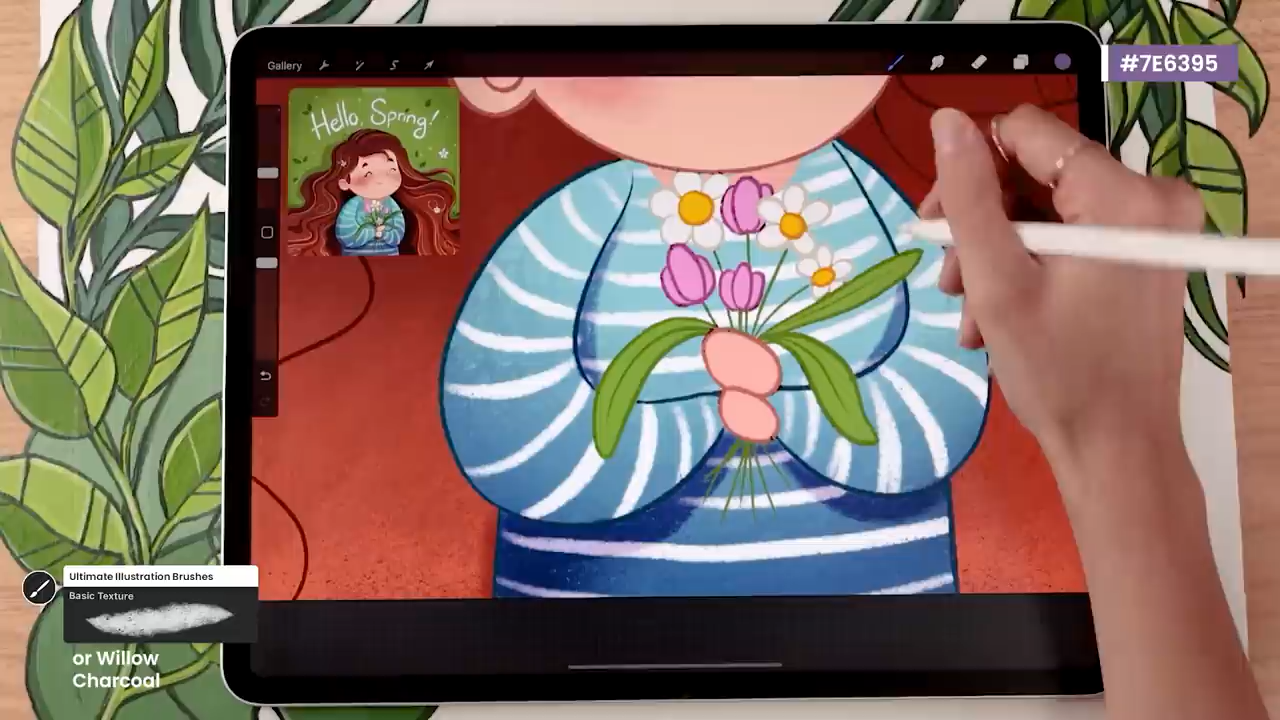 #7E6395
Gallery
Hello, Spring!
Ultimate Illustration Brushes
Basic Texture
or Willow
Charcoal